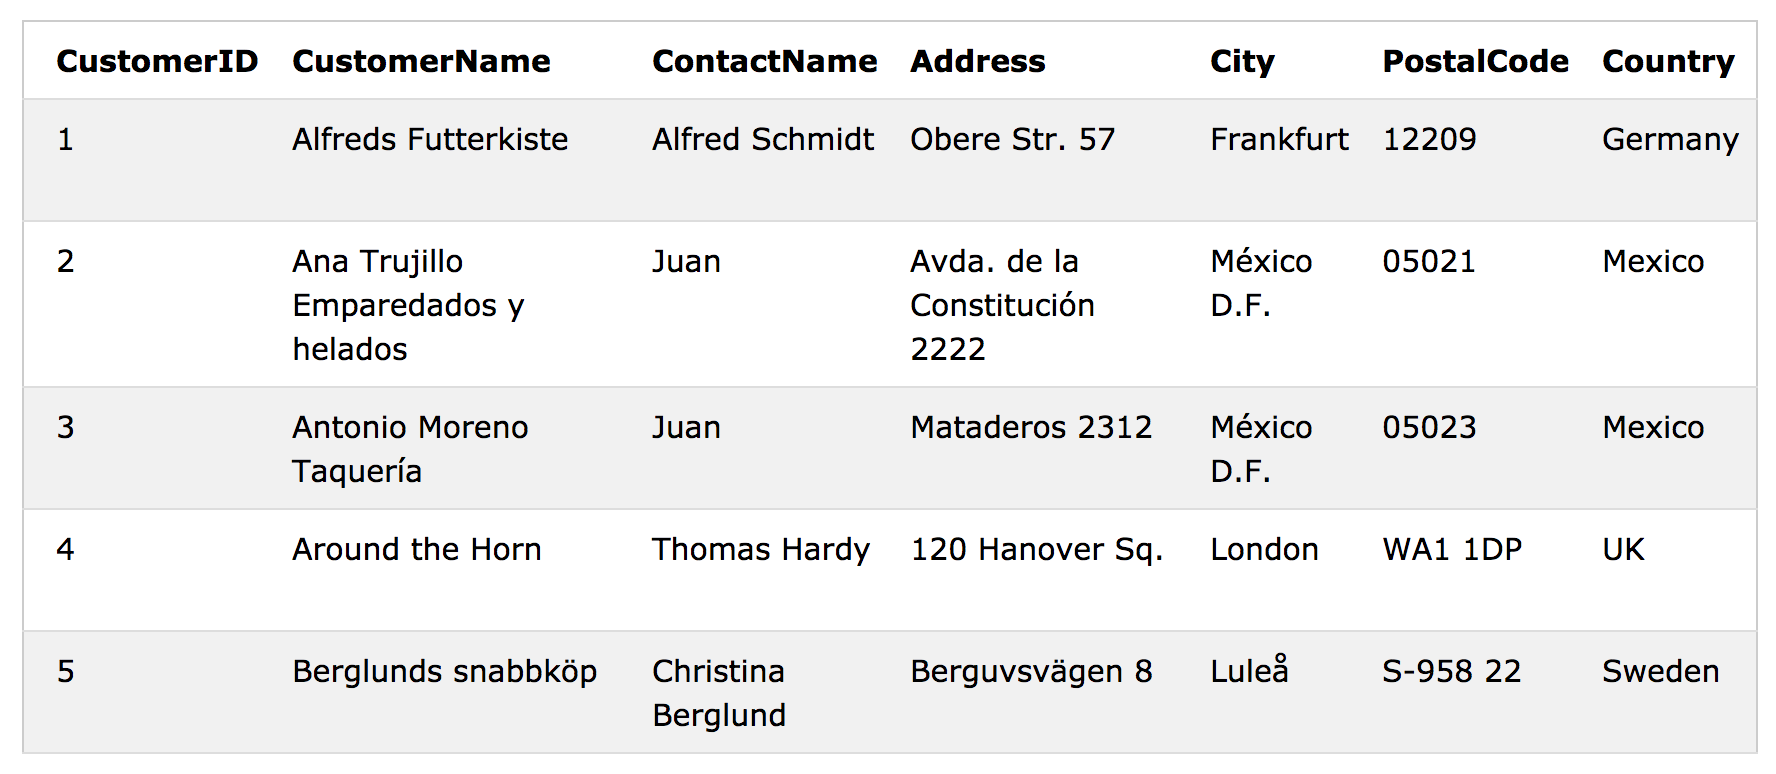 CustomerID CustomerName ContactName Address City PostalCode Country
1 Alfreds Futterkiste Alfred Schmidt Obere Str. 57 Frankfurt 12209 Germany
2 Ana Trujillo Juan Avda. de la México 05021 Mexico
Emparedados y Constitución D.F.
helados 2222
3 Antonio Moreno Juan Mataderos 2312 México 05023 Mexico
Taquería D.F.
4 Around the Horn Thomas Hardy 120 Hanover Sq. London WA1 1DP UK
5 Berglunds snabbköp Christina Berguvsvägen 8 Luleå S-958 22 Sweden
Berglund